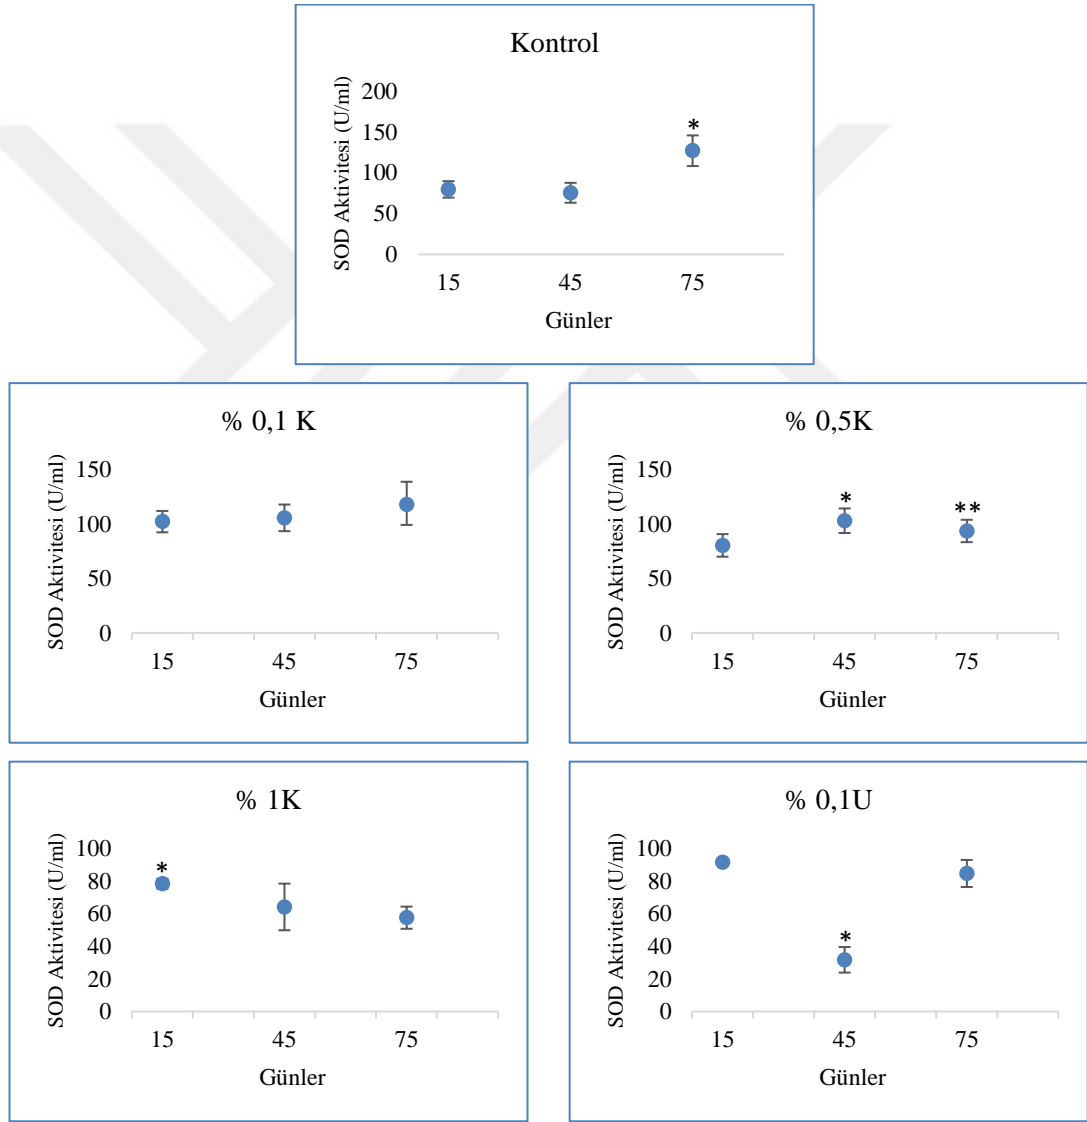 Kontrol
SOD Aktivitesi (U/ml)
200
150
100
50
0
*
15 45 75
Günler
% 0,1 K
SOD Aktivitesi (U/ml)
150
100
50
0
15 45 75
Günler
% 0,5K
SOD Aktivitesi (U/ml)
150
100
50
0
* **
15 45 75
Günler
% 1K
SOD Aktivitesi (U/ml)
100
80
60
40
20
0
*
15 45 75
Günler
% 0,1U
SOD Aktivitesi (U/ml)
100
80
60
40
20
0
*
15 45 75
Günler